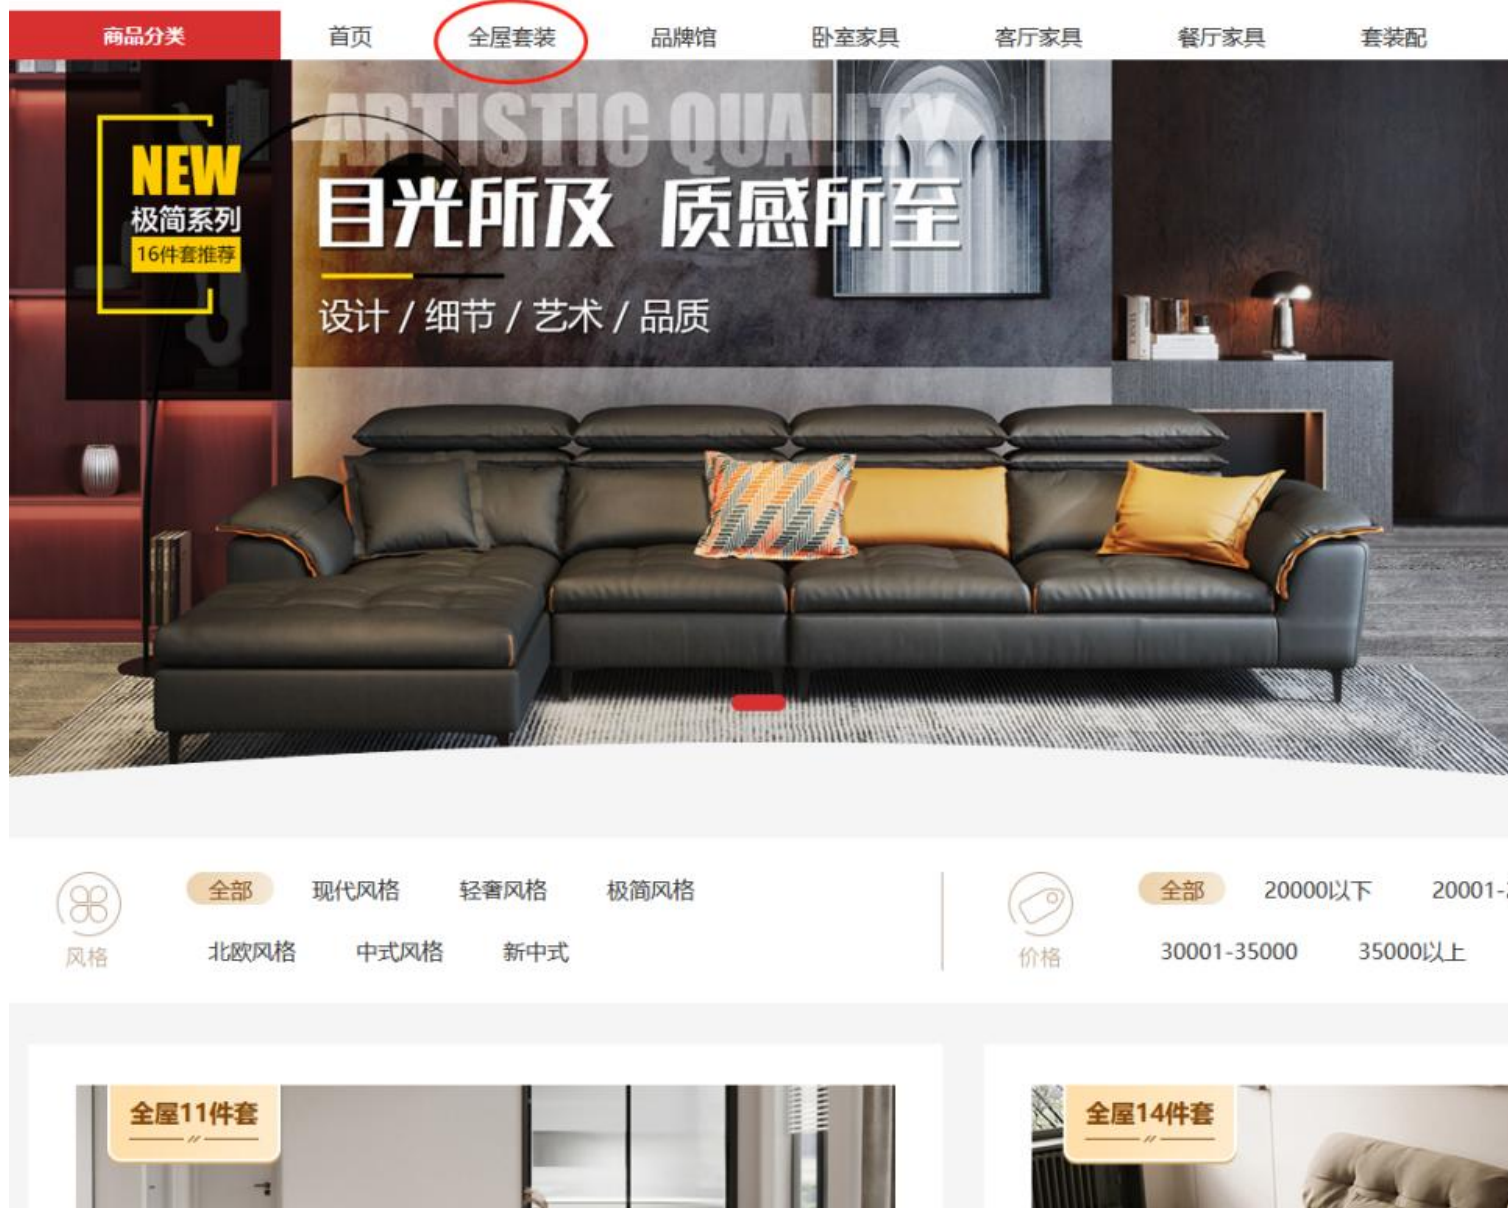 商品分类 首页 全屋套装 品牌馆 卧室家具 客厅家具 餐厅家具 套装配
ARTISTIC QUALITY
NEW
极简系列
16件套推荐
目光所及 质感所至
设计 / 细节 / 艺术 / 品质
风格
全部 现代风格 轻奢风格 极简风格
北欧风格 中式风格 新中式
价格
全部 20000以下 20001-
30001-35000 35000以上
全屋11件套
全屋14件套